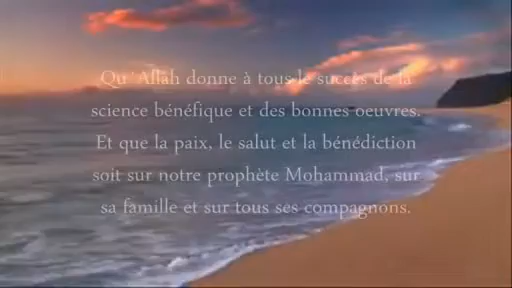 Qu 'Allah donne à tous le succès de la
science bénéfique et des bonnes oeuvres.
Et que la paix, le salut et la bénédiction
soit sur notre prophète Mohammad, sur
sa famille et sur tous ses compagnons.